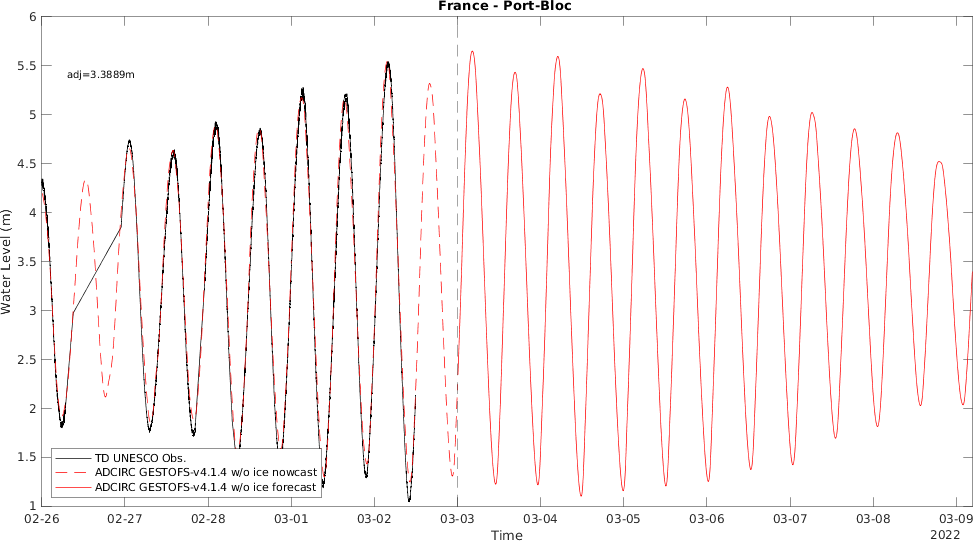 France - Port-Bloc
6
5.5
5
4.5
4
3.5
3
2.5
2
1.5
1
Water Level (m)
adj=3.3889m
TD UNESCO Obs.
ADCIRC GESTOFS-v4.1.4 w/o ice nowcast
ADCIRC GESTOFS-v4.1.4 w/o ice forecast
02-26 02-27 02-28 03-01 03-02 03-03 03-04 03-05 03-06 03-07 03-08 03-09
Time
2022